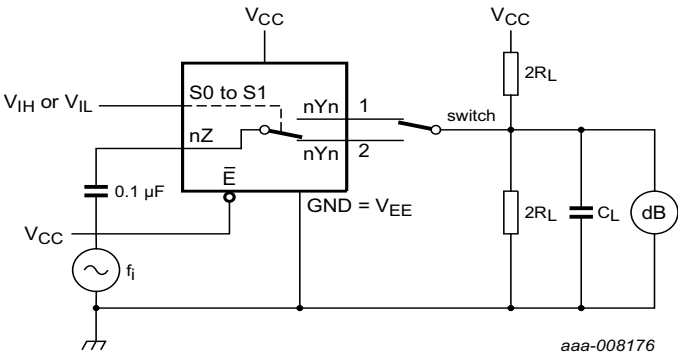 VCC
VCC
2RL
S0 to S1
VIH or VIL
nYn
1
switch
nZ
nYn
2
E̅
0.1 μF
GND = VEE
2RL
CL
dB
VCC
fi
aaa-008176